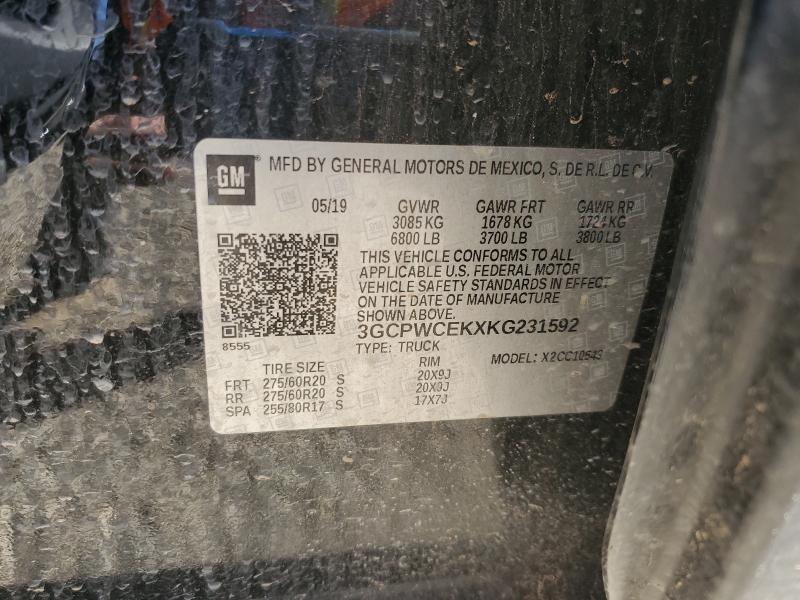 GM ® MFD BY GENERAL MOTORS DE MEXICO, S. DE R.L. DE C.V.
05/19 GVWR GAWR FRT GAWR RR
3085 KG 1678 KG 1724 KG
6800 LB 3700 LB 3800 LB
THIS VEHICLE CONFORMS TO ALL
APPLICABLE U.S. FEDERAL MOTOR
VEHICLE SAFETY STANDARDS IN EFFECT
ON THE DATE OF MANUFACTURE
SHOWN ABOVE.
8555 3GCPWCEKXKG231592
TYPE: TRUCK MODEL: X2CC10543
TIRE SIZE RIM
FRT 275/60R20 S 20X9J
RR 275/60R20 S 20X9J
SPA 255/80R17 S 17X7J